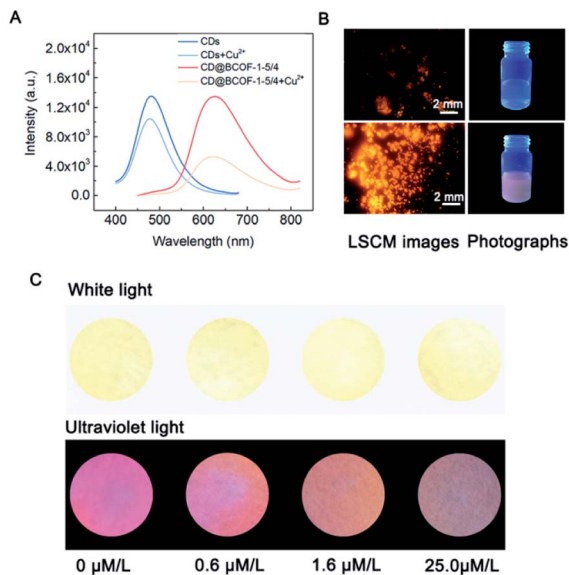 A
CDs
CDs+Cu²⁺
CD@BCOF-1-5/4
CD@BCOF-1-5/4+Cu²⁺
2.0x10⁴
1.6x10⁴
1.2x10⁴
8.0x10³
4.0x10³
0.0
Intensity (a.u.)
400 500 600 700 800
Wavelength (nm)
B
2 mm
2 mm
LSCM images Photographs
C
White light
Ultraviolet light
0 µM/L 0.6 µM/L 1.6 µM/L 25.0µM/L